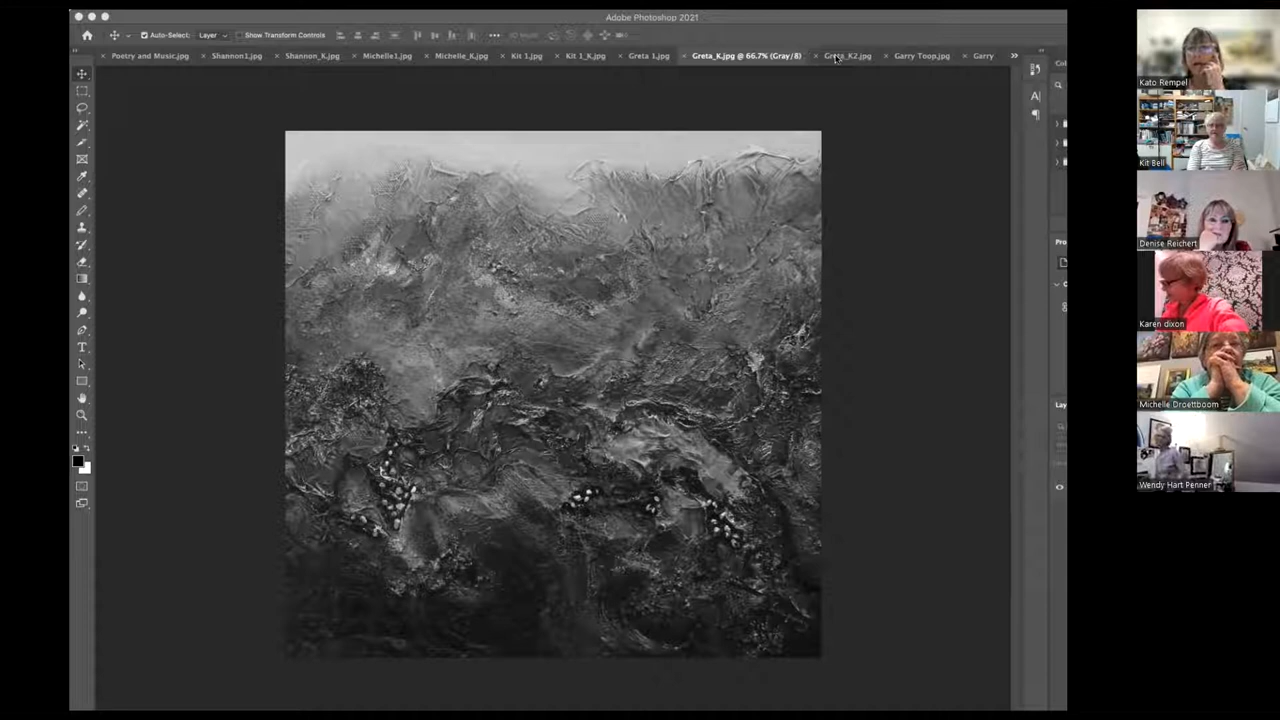 Adobe Photoshop 2021
Auto-Select: Layer Show Transform Controls
Poetry and Music.jpg Shannon1.jpg Shannon_K.jpg Michelle1.jpg Michelle_K.jpg Kit 1.jpg Kit 1_K.jpg Greta 1.jpg Greta_K.jpg @ 66.7% (Gray/8) Greta_K2.jpg Garry Toop.jpg Garry
Kato Rempel
Kit Bell
Denise Reichert
Karen dixon
Michelle Droettboom
Wendy Hart Penner